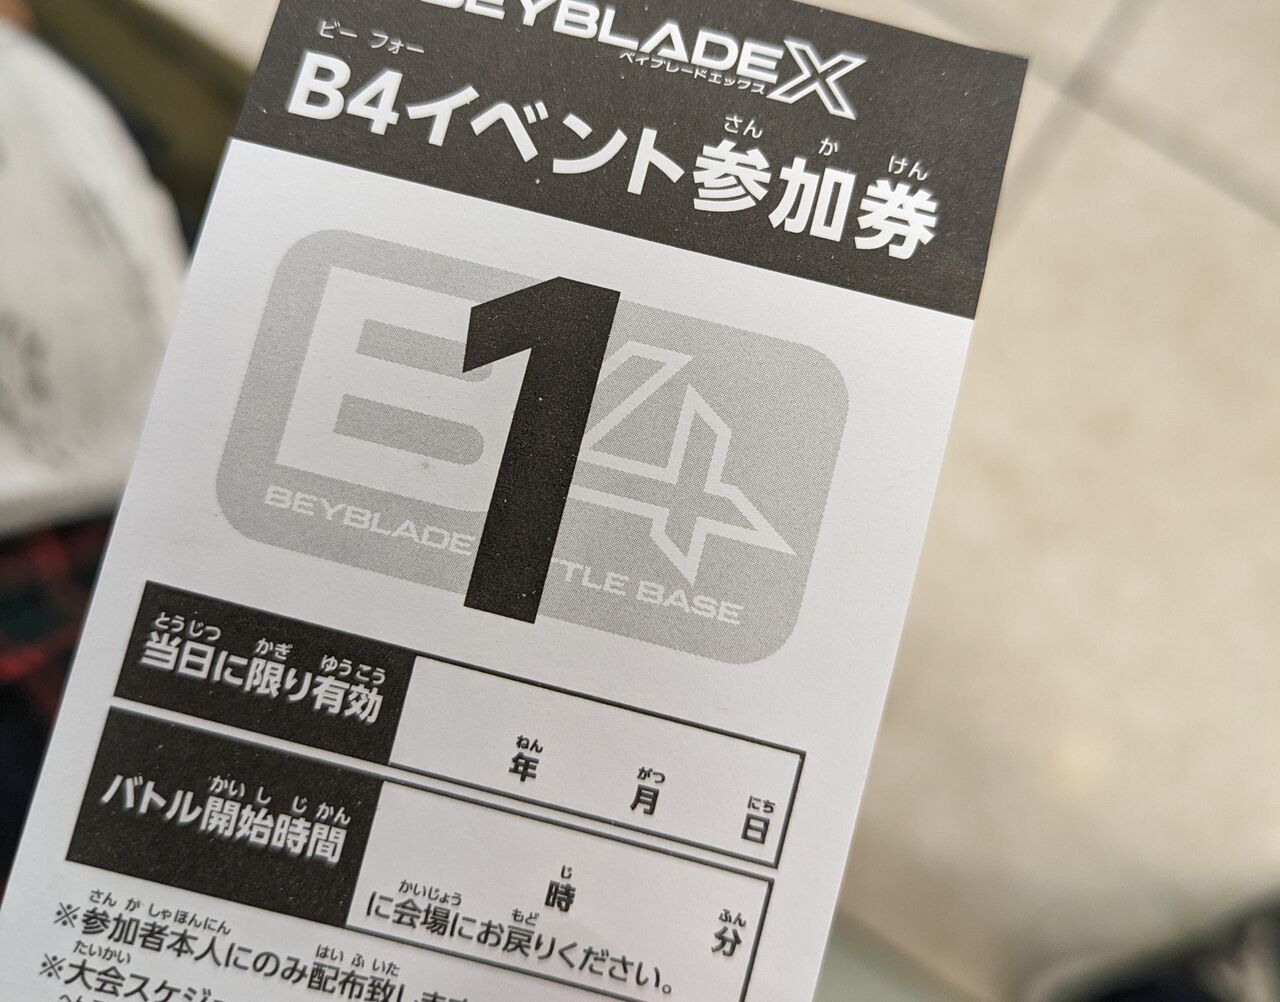 BEYBLADE X
ベイブレードエックス
ビー フォー さん か けん
B4イベント参加券
1
BEYBLADE TTLE BASE
とうじつ かぎ ゆうこう
当日に限り有効
ねん がつ にち
年 月 日
かい し じ かん
バトル開始時間
じ ふん
時 分
かいじょう もど
に会場にお戻りください。
さん か しゃ ほんにん はい ふ いた
※参加者本人にのみ配布致しま
たいかい
※大会スケジ